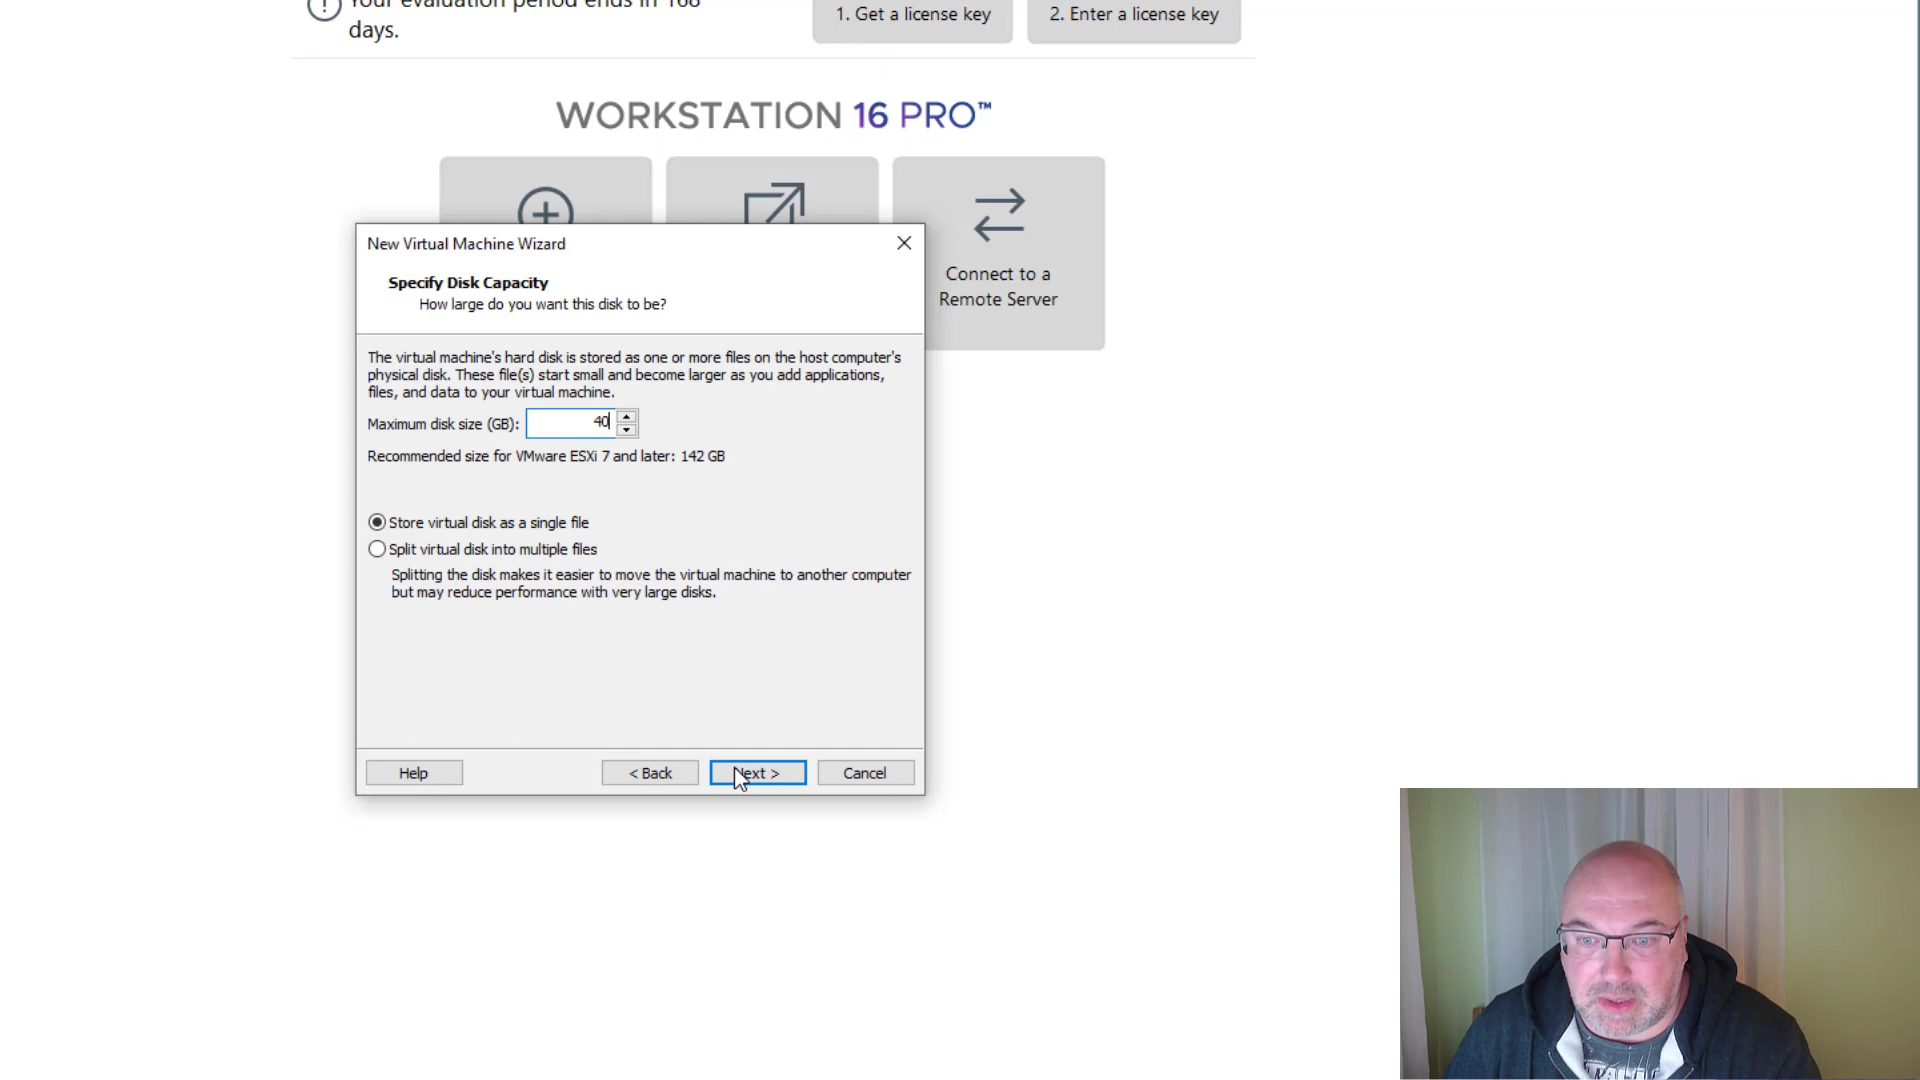 Your evaluation period ends in 168
days.
1. Get a license key
2. Enter a license key
WORKSTATION 16 PRO™
Connect to a
Remote Server
New Virtual Machine Wizard
Specify Disk Capacity
How large do you want this disk to be?
The virtual machine's hard disk is stored as one or more files on the host computer's
physical disk. These file(s) start small and become larger as you add applications,
files, and data to your virtual machine.
Maximum disk size (GB): 40
Recommended size for VMware ESXi 7 and later: 142 GB
Store virtual disk as a single file
Split virtual disk into multiple files
Splitting the disk makes it easier to move the virtual machine to another computer
but may reduce performance with very large disks.
Help
< Back
Next >
Cancel